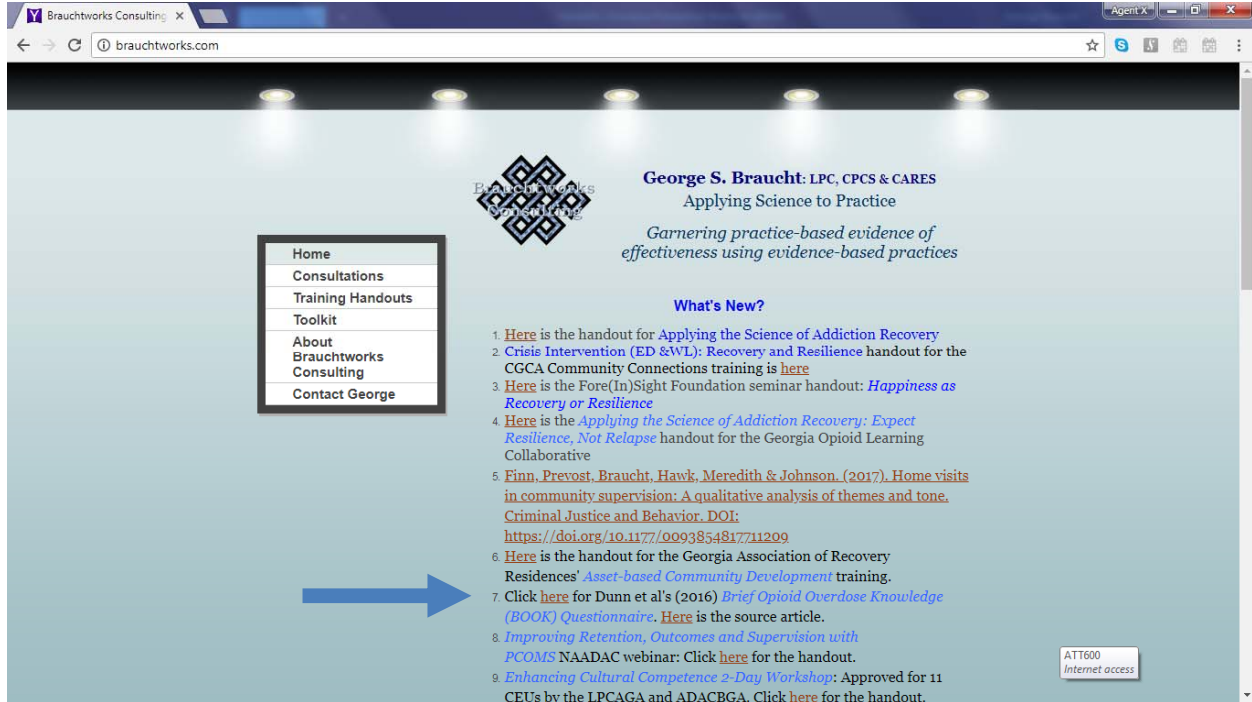 Brauchtworks Consulting
Agent X
brauchtworks.com
Brauchtworks
Consulting
George S. Braucht: LPC, CPCS & CARES
Applying Science to Practice
Garnering practice-based evidence of
effectiveness using evidence-based practices
Home
Consultations
Training Handouts
Toolkit
About
Brauchtworks
Consulting
Contact George
What's New?
1. Here is the handout for Applying the Science of Addiction Recovery
2. Crisis Intervention (ED &WL): Recovery and Resilience handout for the
CGCA Community Connections training is here
3. Here is the Fore(In)Sight Foundation seminar handout: Happiness as
Recovery or Resilience
4. Here is the Applying the Science of Addiction Recovery: Expect
Resilience, Not Relapse handout for the Georgia Opioid Learning
Collaborative
5. Finn, Prevost, Braucht, Hawk, Meredith & Johnson. (2017). Home visits
in community supervision: A qualitative analysis of themes and tone.
Criminal Justice and Behavior. DOI:
https://doi.org/10.1177/0093854817711209
6. Here is the handout for the Georgia Association of Recovery
Residences' Asset-based Community Development training.
7. Click here for Dunn et al's (2016) Brief Opioid Overdose Knowledge
(BOOK) Questionnaire. Here is the source article.
8. Improving Retention, Outcomes and Supervision with
PCOMS NAADAC webinar: Click here for the handout.
9. Enhancing Cultural Competence 2-Day Workshop: Approved for 11
CEUs by the LPCAGA and ADACBGA. Click here for the handout.
ATT600
Internet access